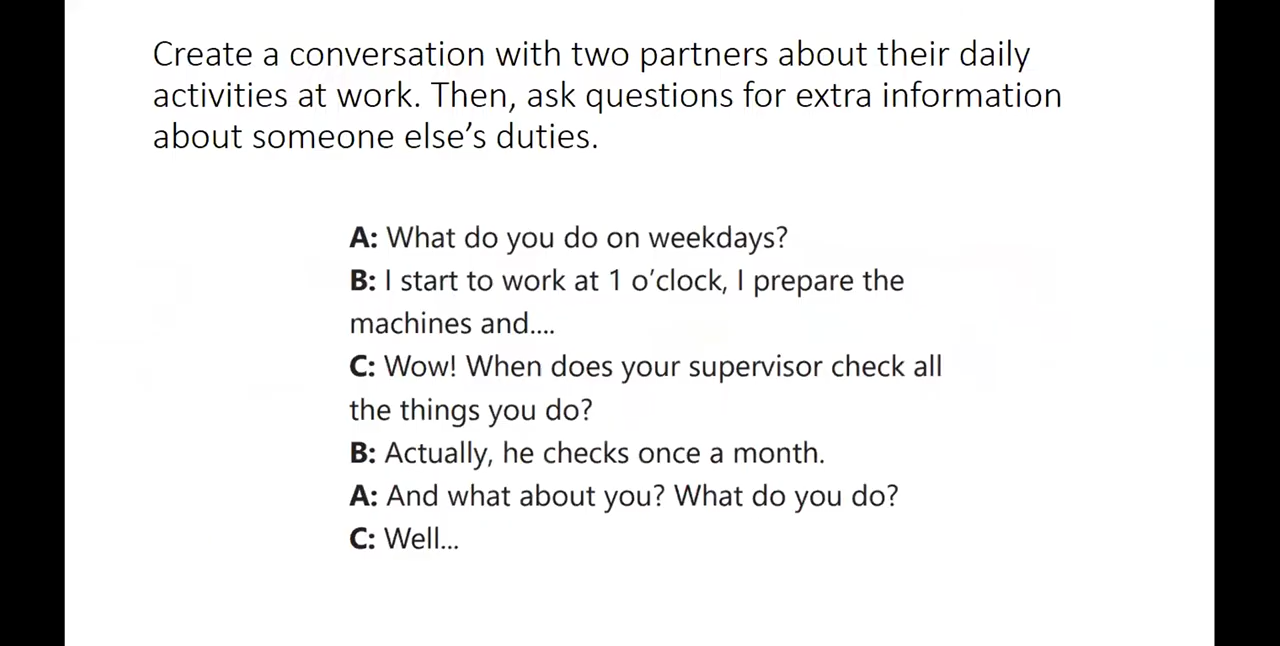 Create a conversation with two partners about their daily
activities at work. Then, ask questions for extra information
about someone else’s duties.
A: What do you do on weekdays?
B: I start to work at 1 o’clock, I prepare the
machines and....
C: Wow! When does your supervisor check all
the things you do?
B: Actually, he checks once a month.
A: And what about you? What do you do?
C: Well...